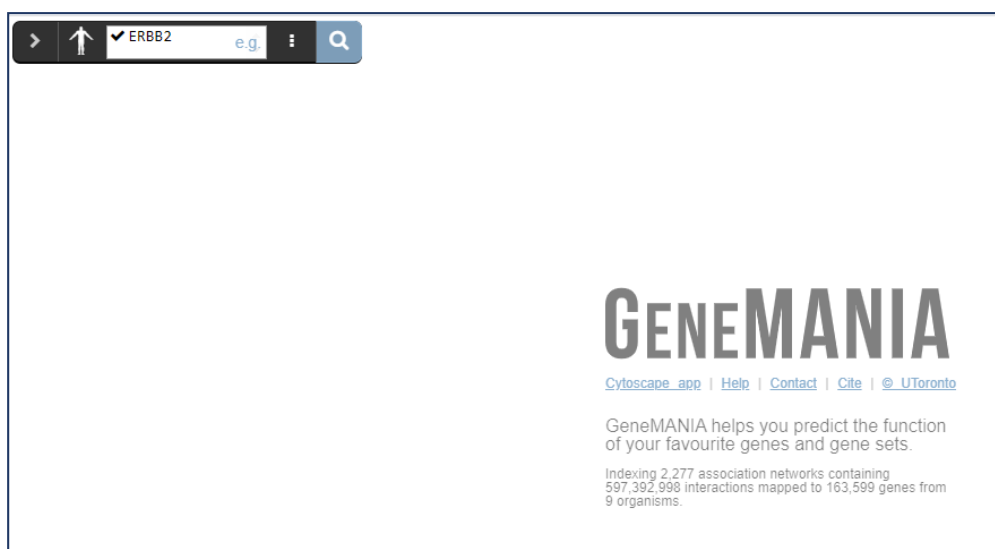 ERBB2
e.g.
GENEMANIA
Cytoscape app | Help | Contact | Cite | © UToronto
GeneMANIA helps you predict the function
of your favourite genes and gene sets.
Indexing 2,277 association networks containing
597,392,998 interactions mapped to 163,599 genes from
9 organisms.